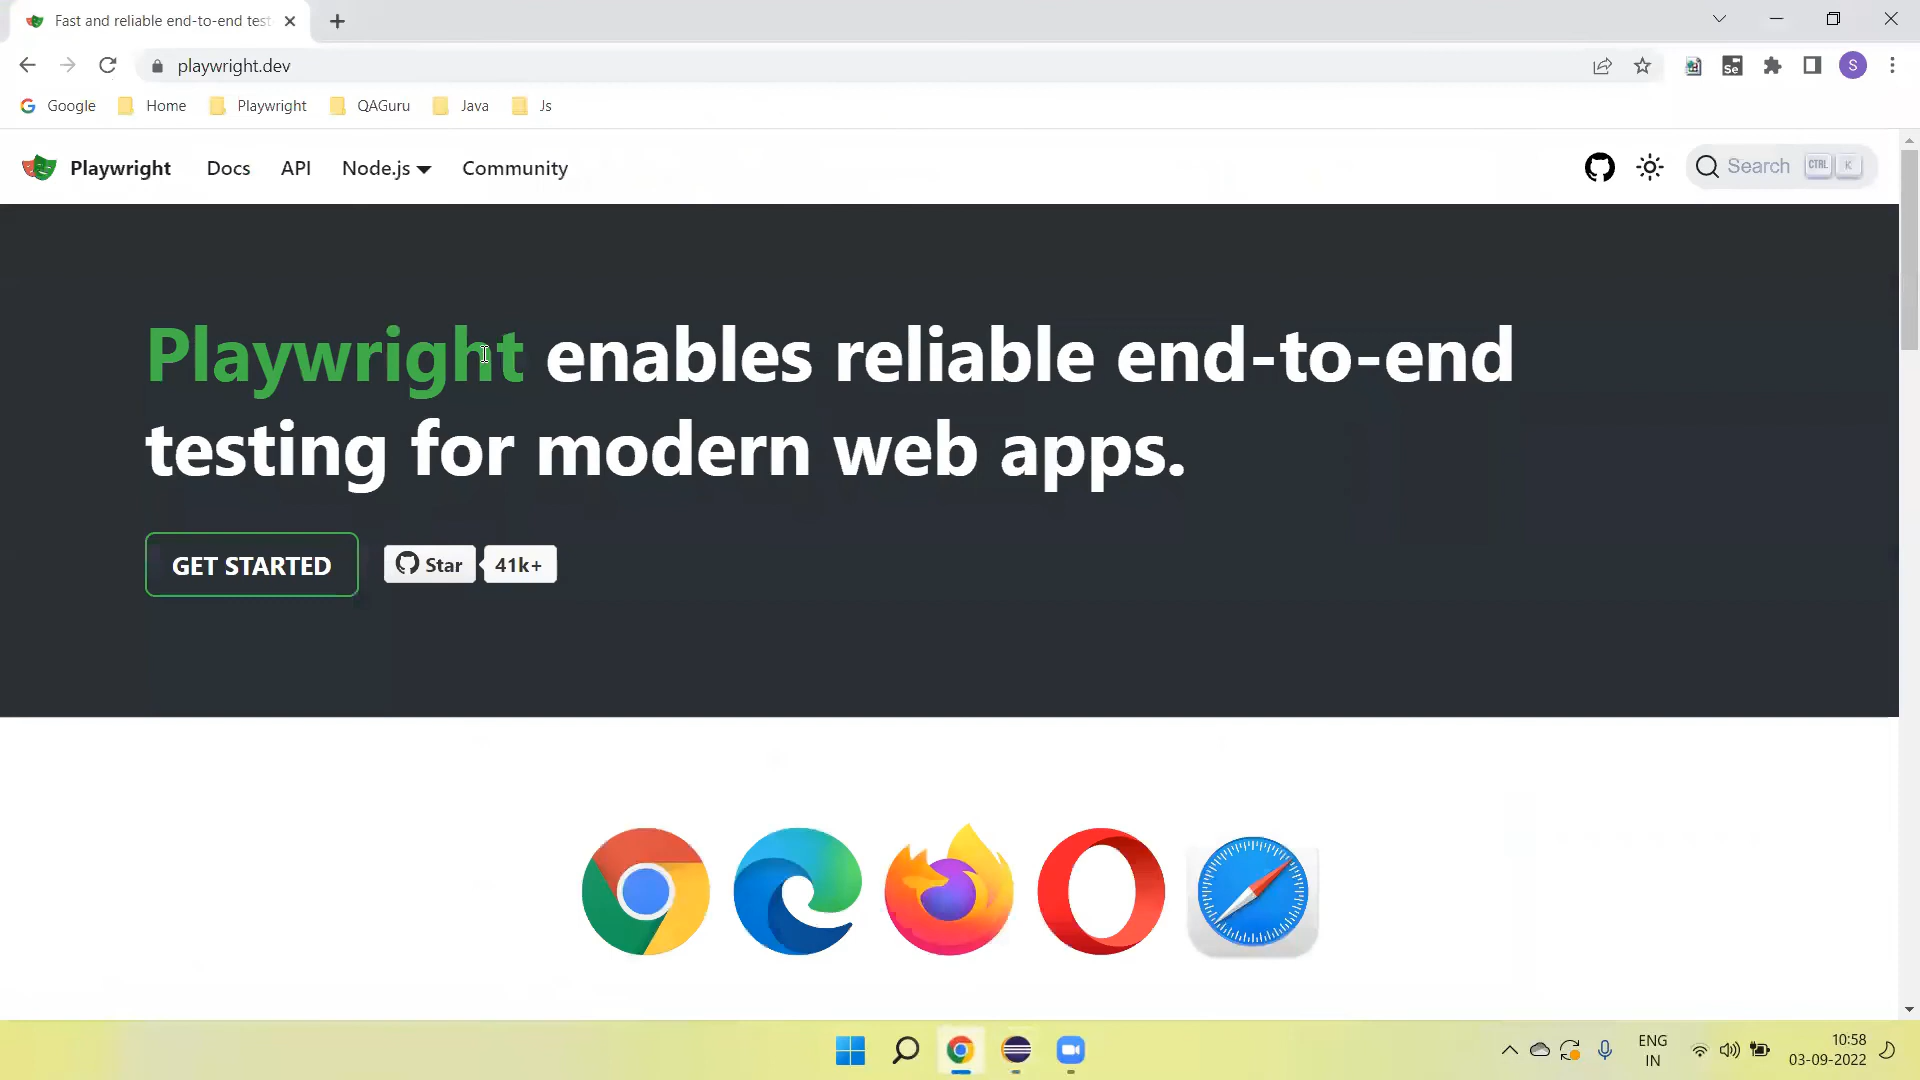 Fast and reliable end-to-end test
playwright.dev
Se
S
Google
Home
Playwright
QAGuru
Java
Js
Playwright
Docs
API
Node.js
Community
Search
CTRL
K
Playwright enables reliable end-to-end
testing for modern web apps.
GET STARTED
Star
41k+
ENG
IN
10:58
03-09-2022